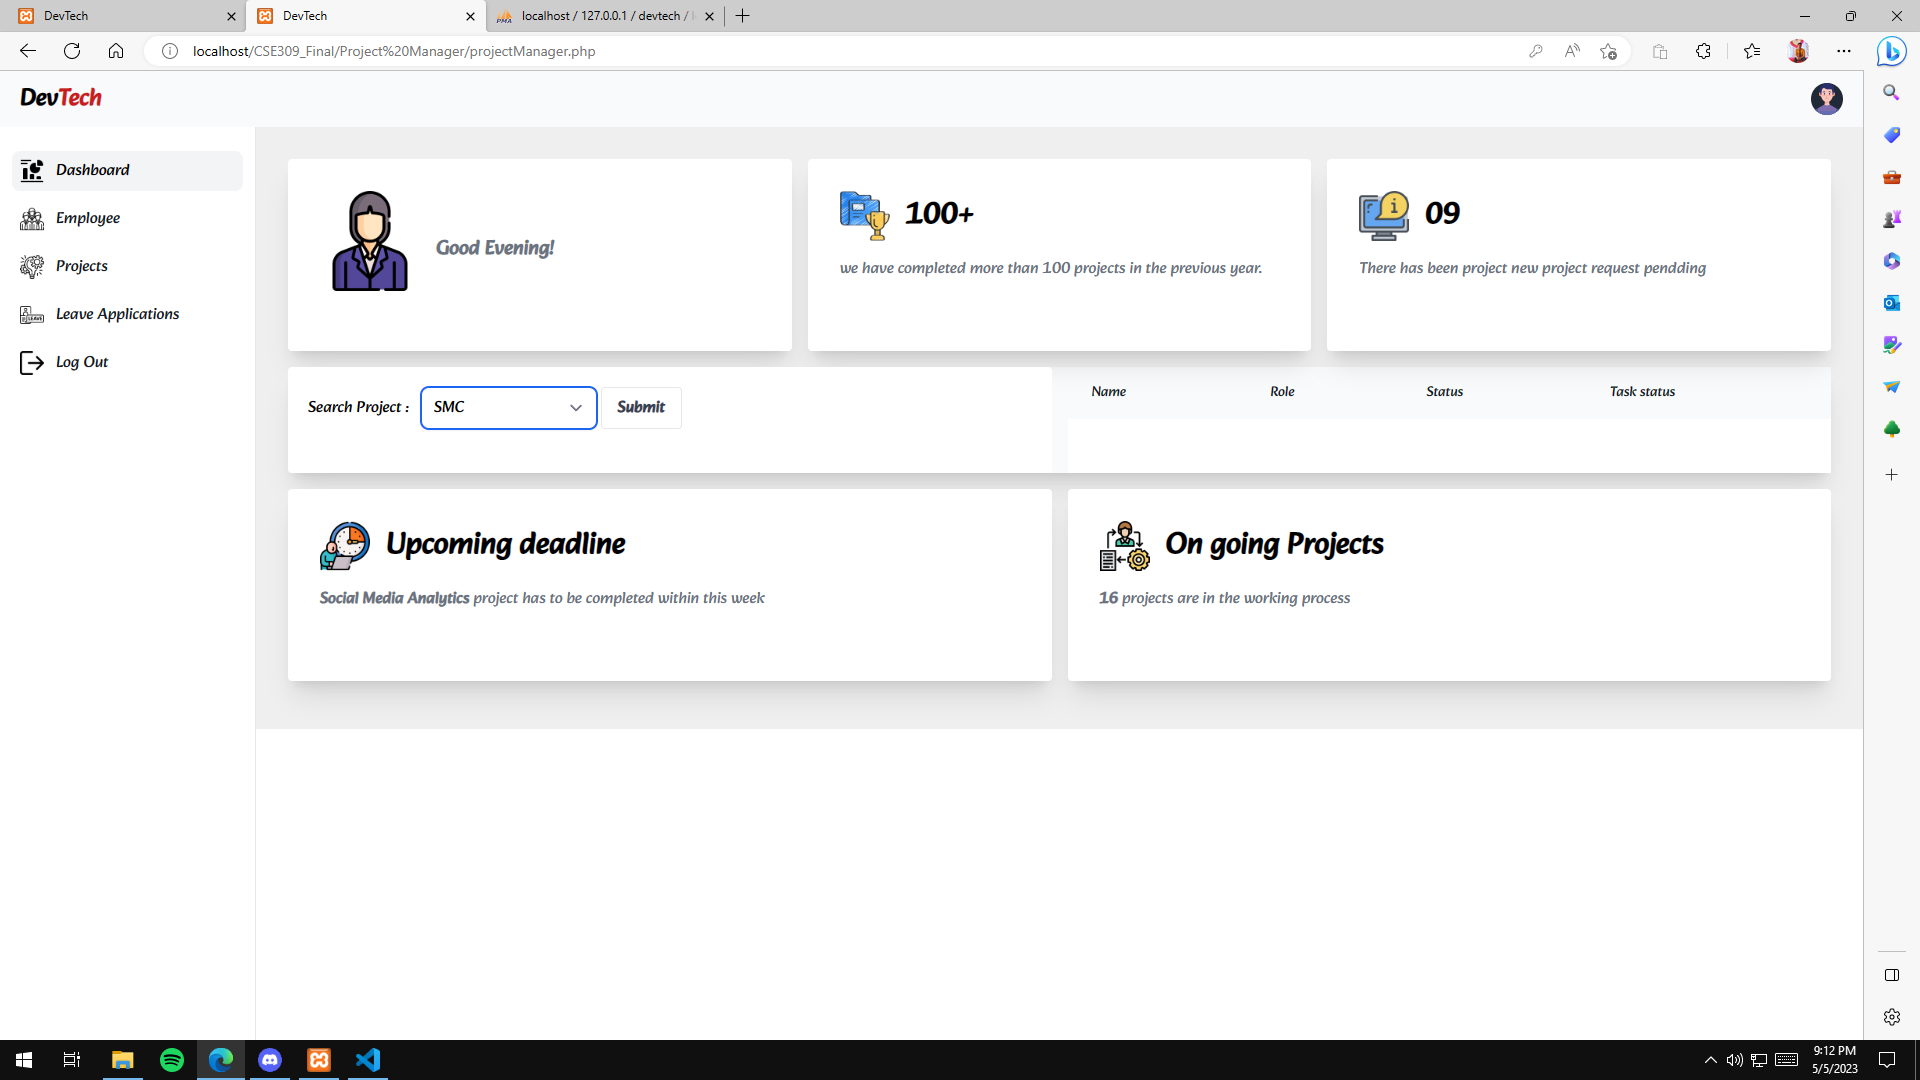 DevTech
DevTech
localhost / 127.0.0.1 / devtech /
localhost/CSE309_Final/Project%20Manager/projectManager.php
DevTech
Dashboard
Employee
Projects
Leave Applications
Log Out
Good Evening!
100+
we have completed more than 100 projects in the previous year.
09
There has been project new project request pendding
Search Project : SMC Submit
Name Role Status Task status
Upcoming deadline
Social Media Analytics project has to be completed within this week
On going Projects
16 projects are in the working process
9:12 PM
5/5/2023